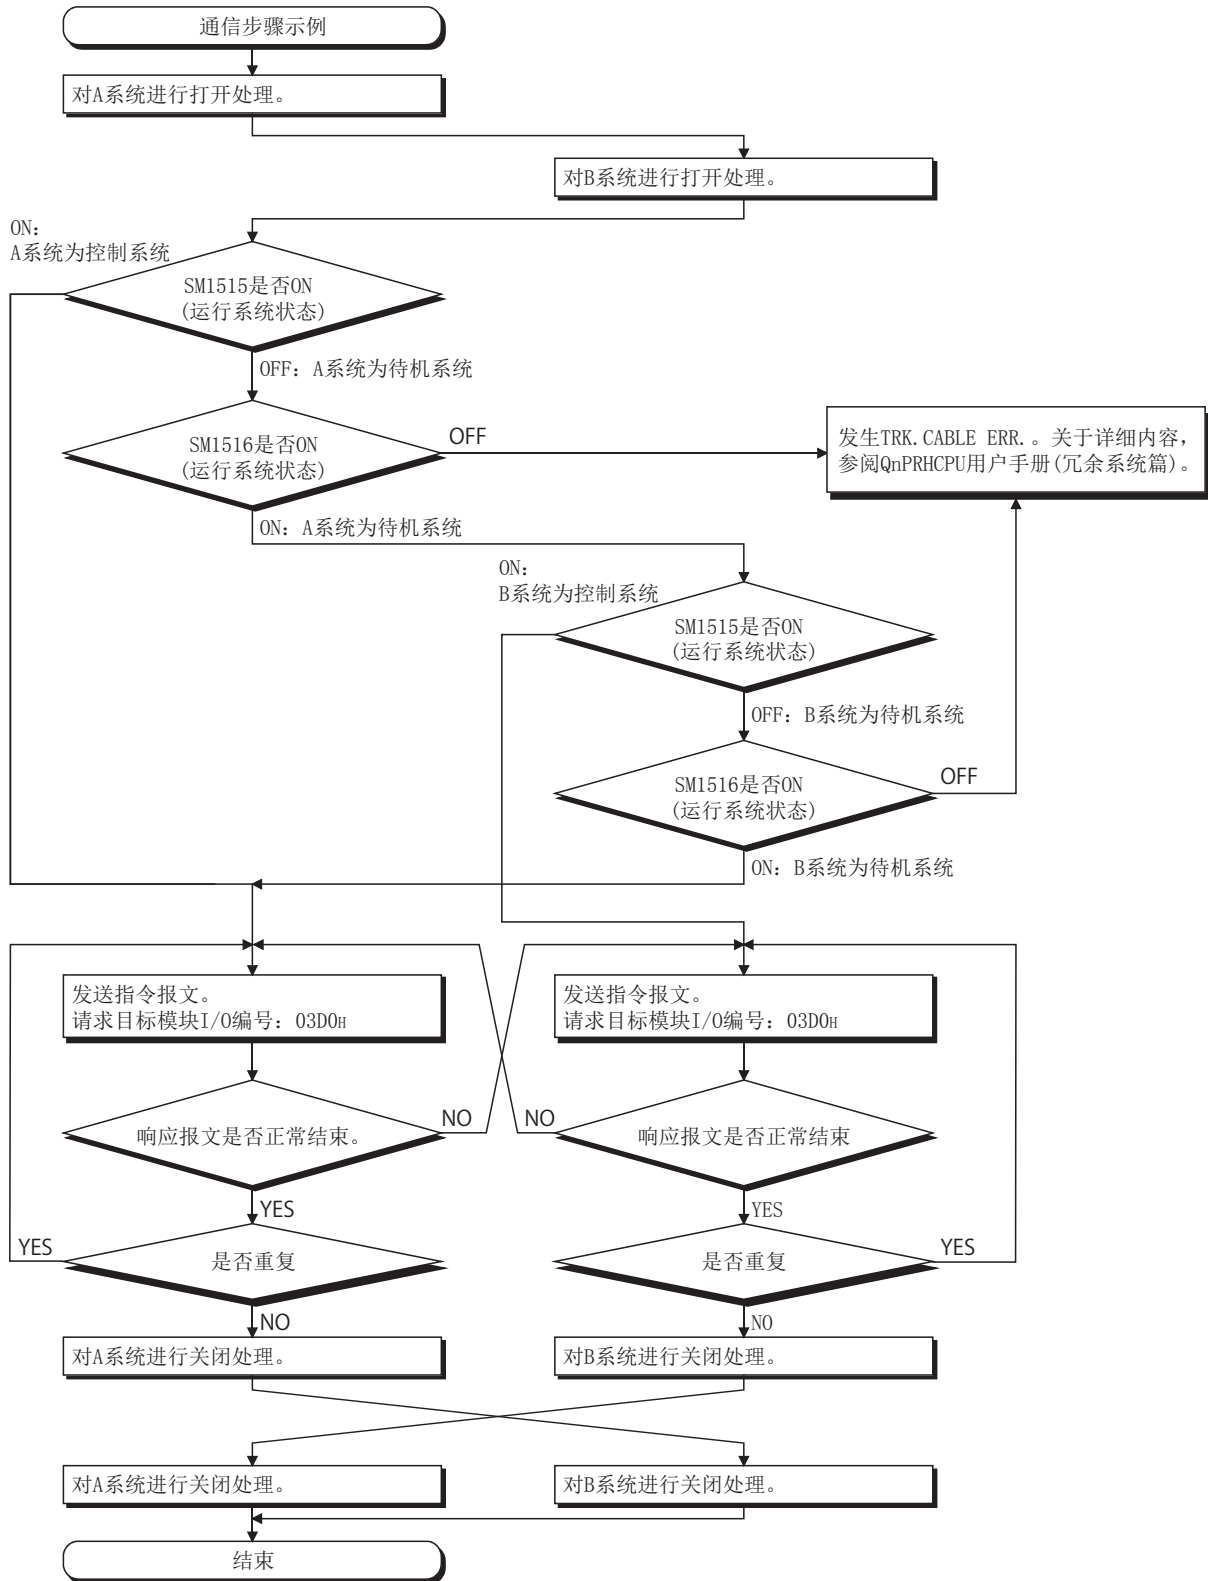 通信步骤示例
对A系统进行打开处理。
对B系统进行打开处理。
ON:
A系统为控制系统
SM1515是否ON
(运行系统状态)
OFF: A系统为待机系统
SM1516是否ON
(运行系统状态)
OFF
发生TRK.CABLE ERR.。关于详细内容，
参阅QnPRHCPU用户手册(冗余系统篇)。
ON: A系统为待机系统
ON:
B系统为控制系统
SM1515是否ON
(运行系统状态)
OFF: B系统为待机系统
SM1516是否ON
(运行系统状态)
OFF
ON: B系统为待机系统
发送指令报文。
请求目标模块I/O编号: 03D0H
发送指令报文。
请求目标模块I/O编号: 03D0H
响应报文是否正常结束。
NO
NO
响应报文是否正常结束
YES
YES
YES
是否重复
是否重复
YES
NO
NO
对A系统进行关闭处理。
对B系统进行关闭处理。
对A系统进行关闭处理。
对B系统进行关闭处理。
结束